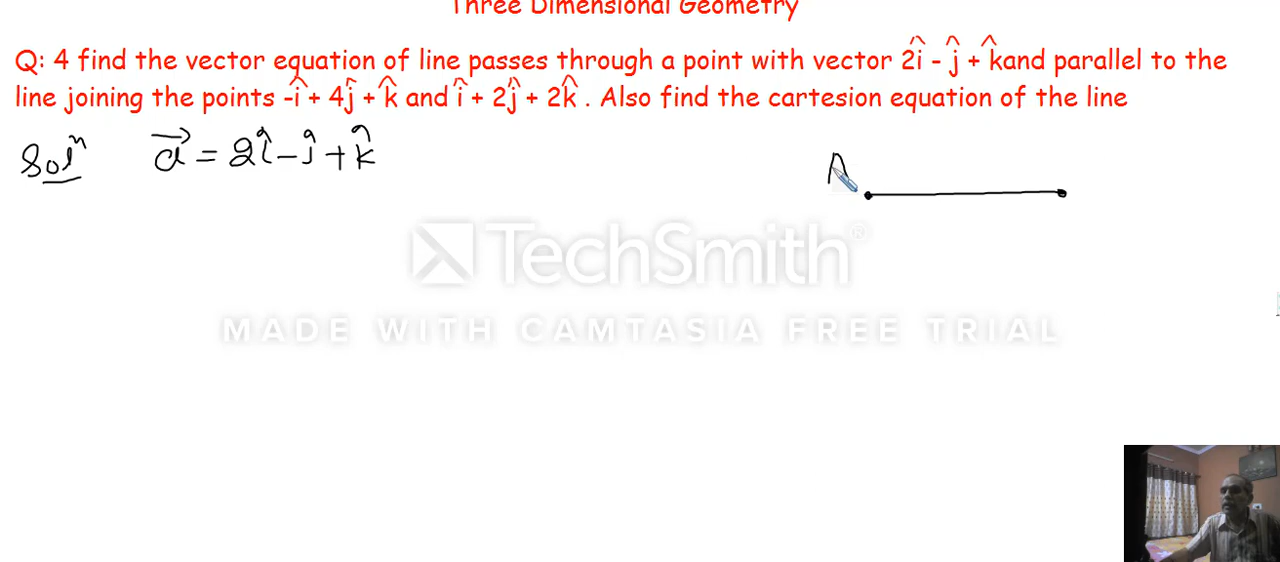 Three Dimensional Geometry
Q: 4 find the vector equation of line passes through a point with vector 2î - ĵ + k̂and parallel to the
line joining the points -î + 4ĵ + k̂ and î + 2ĵ + 2k̂ . Also find the cartesion equation of the line
Solⁿ a⃗ = 2î - ĵ + k̂
A
TechSmith®
MADE WITH CAMTASIA FREE TRIAL